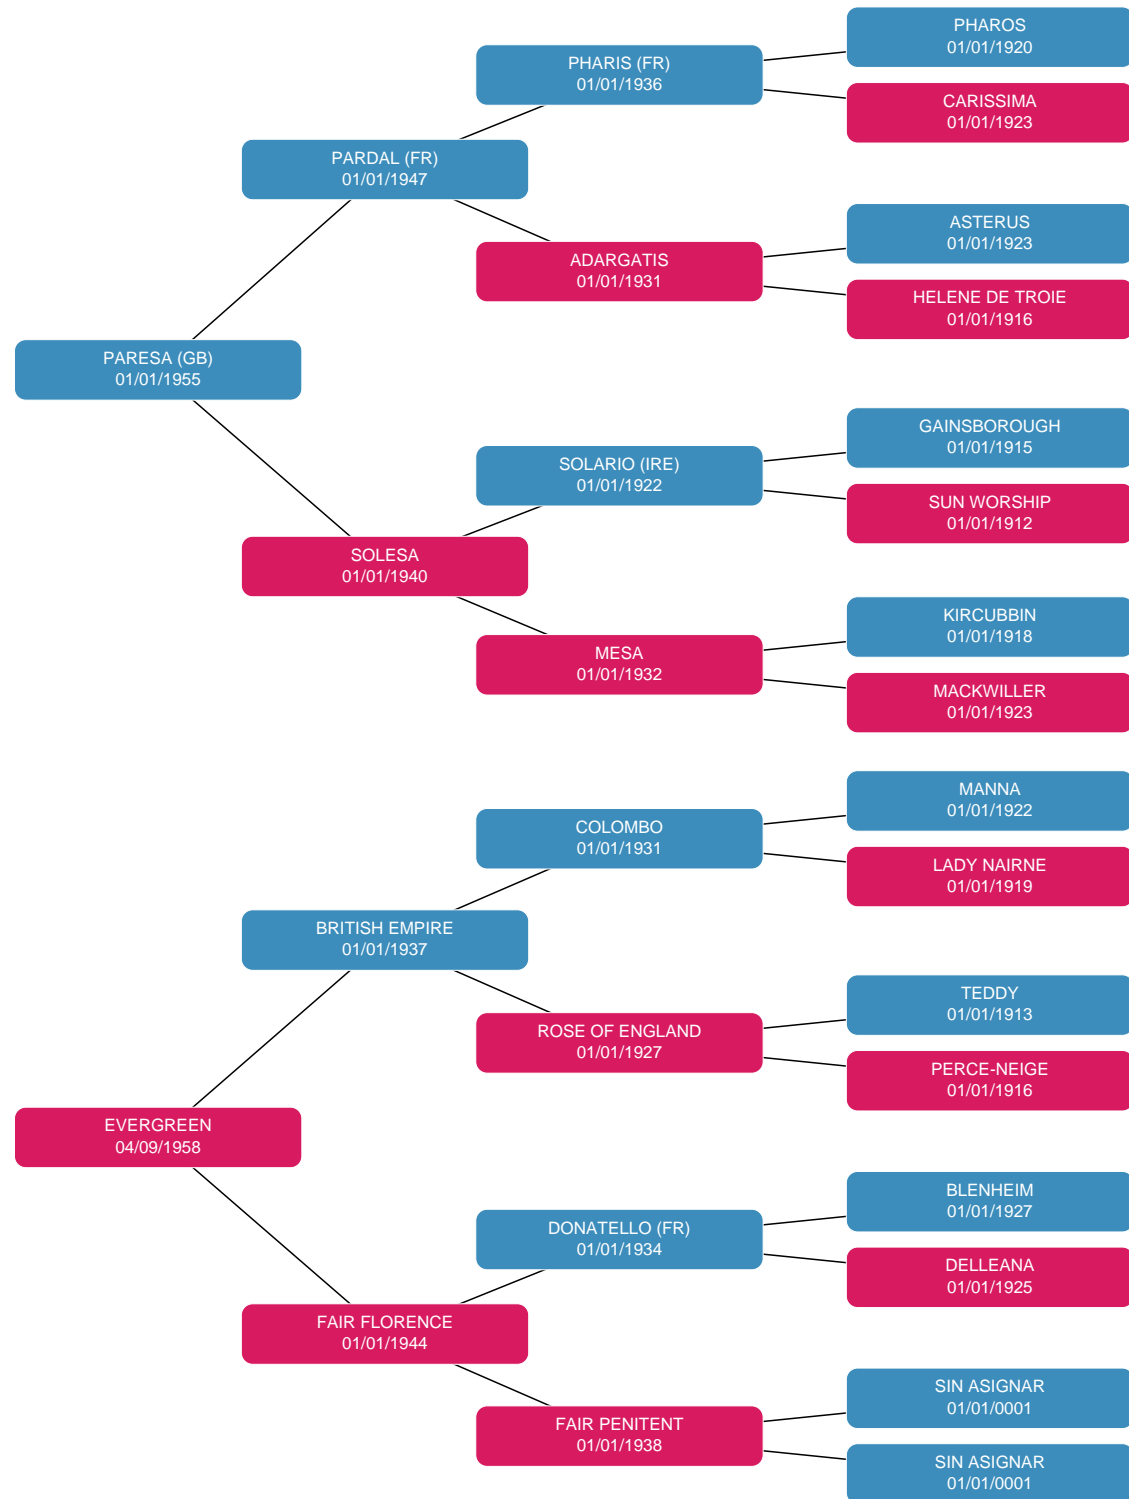 PHAROS
01/01/1920
PHARIS (FR)
01/01/1936
CARISSIMA
01/01/1923
PARDAL (FR)
01/01/1947
ASTERUS
01/01/1923
ADARGATIS
01/01/1931
HELENE DE TROIE
01/01/1916
PARESA (GB)
01/01/1955
GAINSBOROUGH
01/01/1915
SOLARIO (IRE)
01/01/1922
SUN WORSHIP
01/01/1912
SOLESA
01/01/1940
KIRCUBBIN
01/01/1918
MESA
01/01/1932
MACKWILLER
01/01/1923
MANNA
01/01/1922
COLOMBO
01/01/1931
LADY NAIRNE
01/01/1919
BRITISH EMPIRE
01/01/1937
TEDDY
01/01/1913
ROSE OF ENGLAND
01/01/1927
PERCE-NEIGE
01/01/1916
EVERGREEN
04/09/1958
BLENHEIM
01/01/1927
DONATELLO (FR)
01/01/1934
DELLEANA
01/01/1925
FAIR FLORENCE
01/01/1944
SIN ASIGNAR
01/01/0001
FAIR PENITENT
01/01/1938
SIN ASIGNAR
01/01/0001